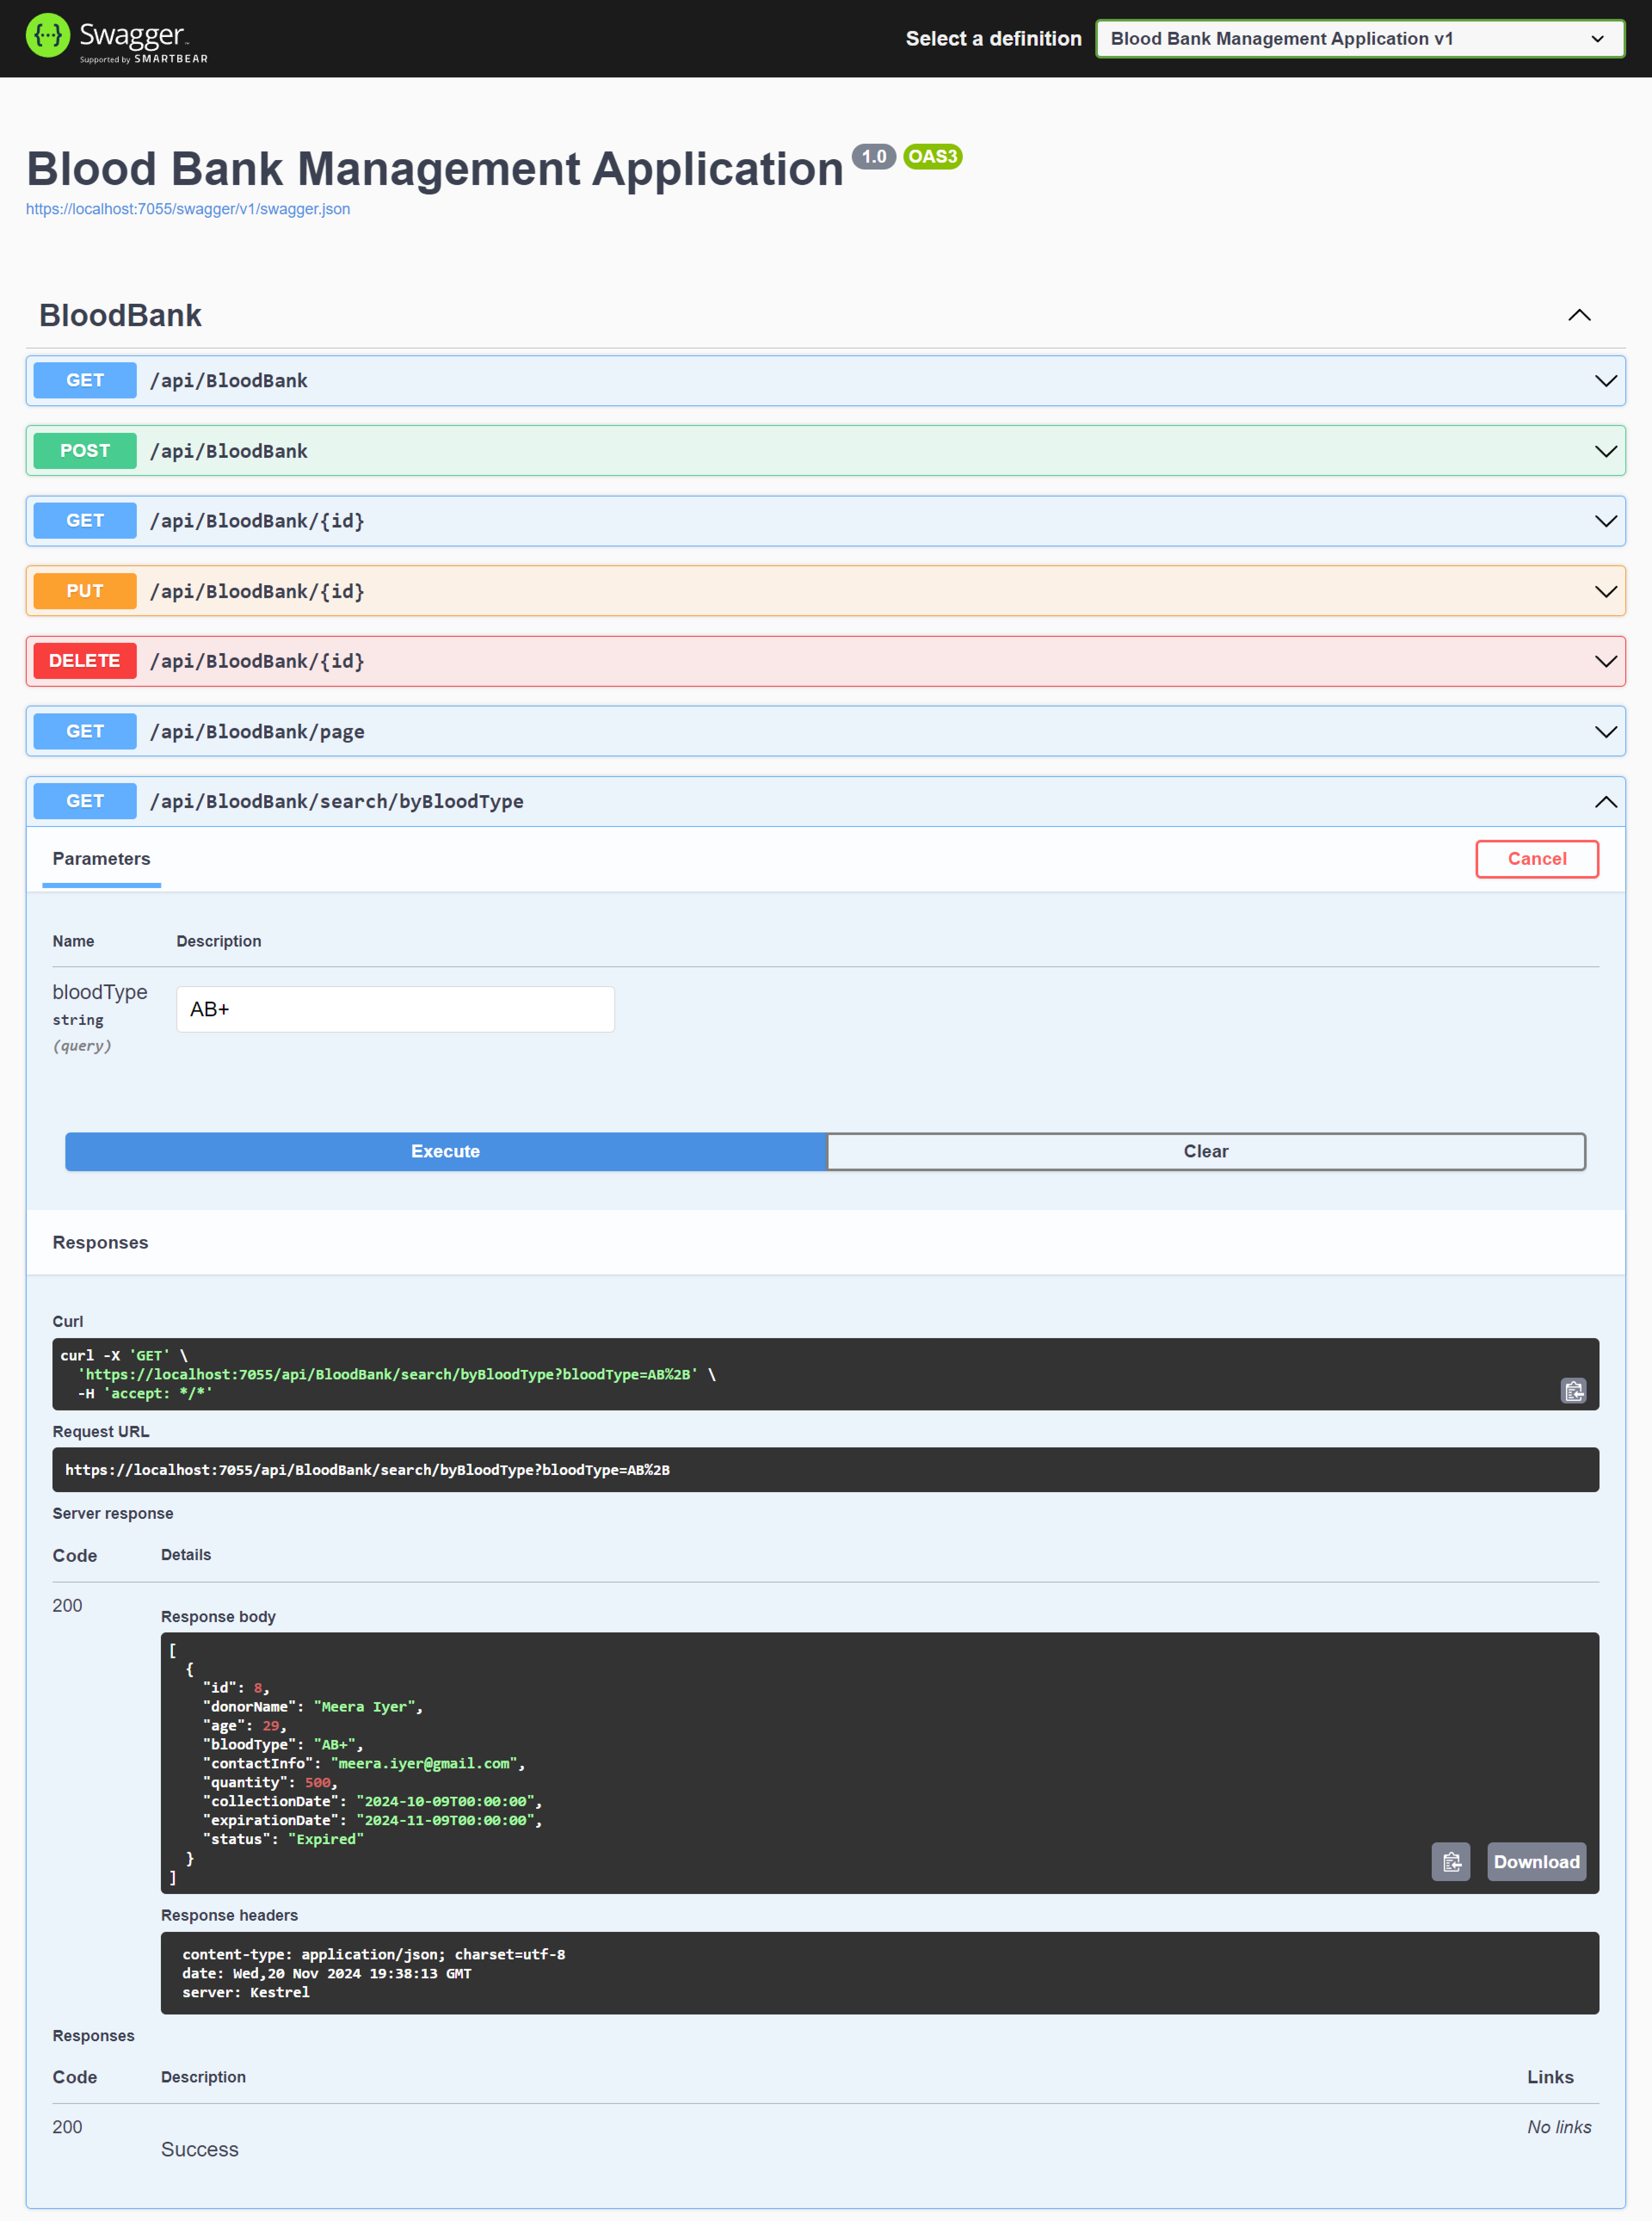 Swagger
Supported by SMARTBEAR
Select a definition
Blood Bank Management Application v1
Blood Bank Management Application 1.0 OAS3
https://localhost:7055/swagger/v1/swagger.json
BloodBank
GET /api/BloodBank
POST /api/BloodBank
GET /api/BloodBank/{id}
PUT /api/BloodBank/{id}
DELETE /api/BloodBank/{id}
GET /api/BloodBank/page
GET /api/BloodBank/search/byBloodType
Parameters
Cancel
Name Description
bloodType
string
(query)
AB+
Execute
Clear
Responses
Curl
curl -X 'GET' \
  'https://localhost:7055/api/BloodBank/search/byBloodType?bloodType=AB%2B' \
  -H 'accept: */*'
Request URL
https://localhost:7055/api/BloodBank/search/byBloodType?bloodType=AB%2B
Server response
Code Details
200
Response body
[
  {
    "id": 8,
    "donorName": "Meera Iyer",
    "age": 29,
    "bloodType": "AB+",
    "contactInfo": "meera.iyer@gmail.com",
    "quantity": 500,
    "collectionDate": "2024-10-09T00:00:00",
    "expirationDate": "2024-11-09T00:00:00",
    "status": "Expired"
  }
]
Download
Response headers
content-type: application/json; charset=utf-8
date: Wed,20 Nov 2024 19:38:13 GMT
server: Kestrel
Responses
Code Description Links
200
Success
No links